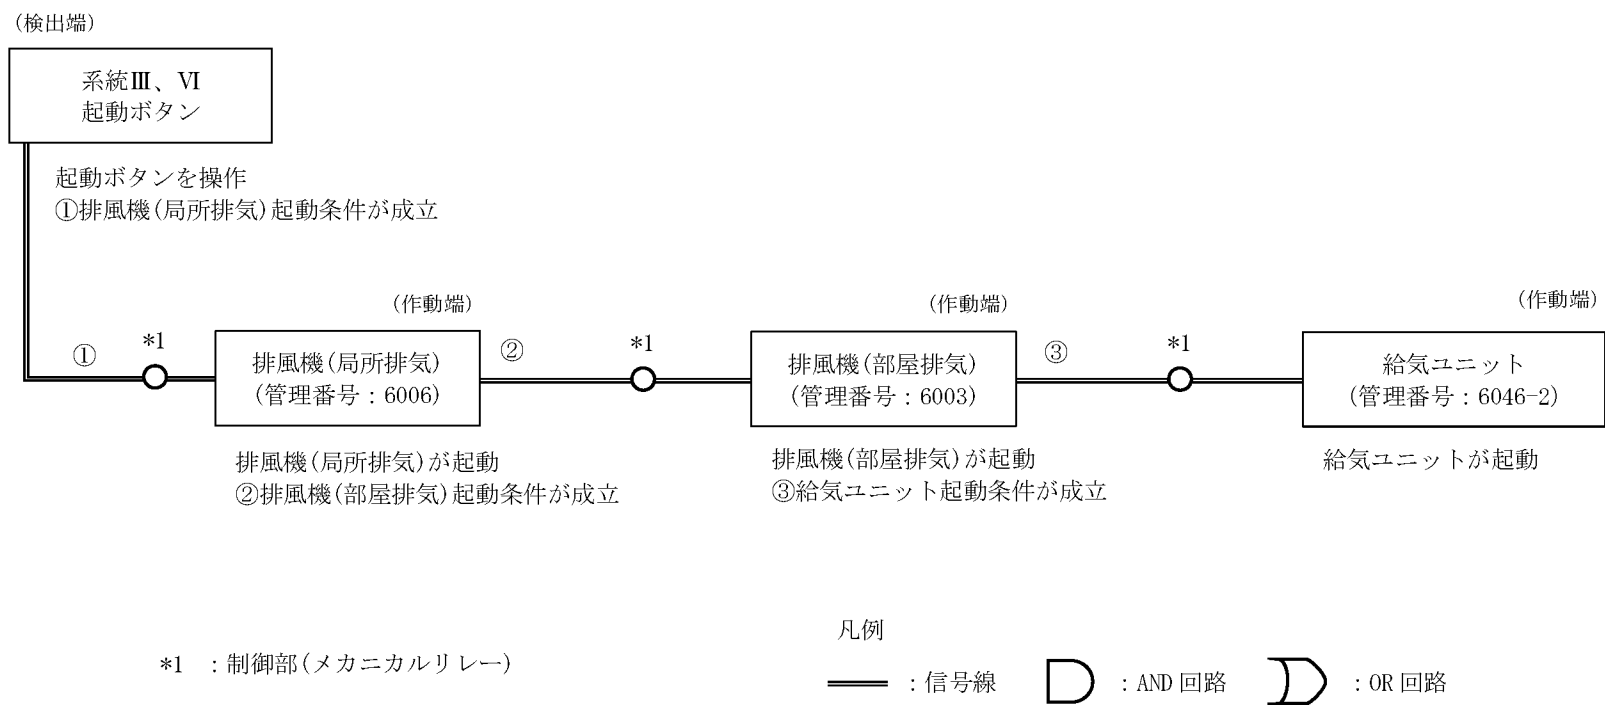 (検出端)
系統Ⅲ、Ⅵ
起動ボタン
起動ボタンを操作
①排風機(局所排気)起動条件が成立
(作動端)
(作動端)
(作動端)
①
*1
排風機(局所排気)
(管理番号：6006)
②
*1
排風機(部屋排気)
(管理番号：6003)
③
*1
給気ユニット
(管理番号：6046-2)
排風機(局所排気)が起動
②排風機(部屋排気)起動条件が成立
排風機(部屋排気)が起動
③給気ユニット起動条件が成立
給気ユニットが起動
*1 ：制御部(メカニカルリレー)
凡例
：信号線
：AND 回路
：OR 回路